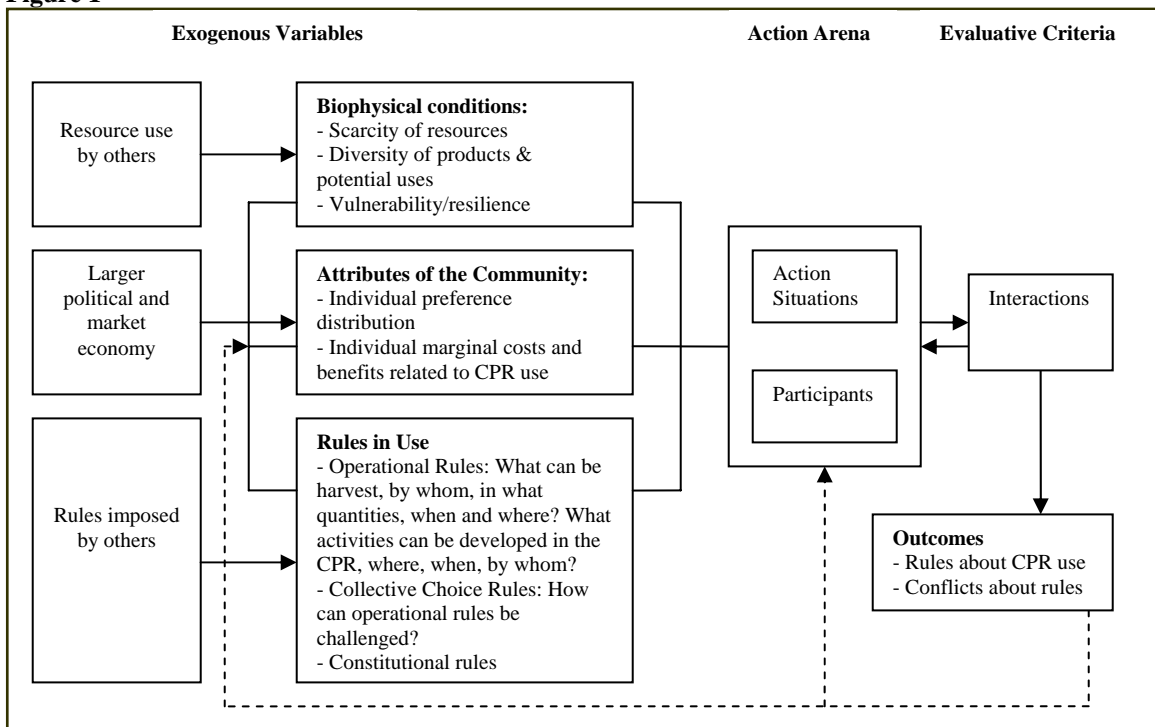 Figure 1
Exogenous Variables
Action Arena
Evaluative Criteria
Resource use
by others
Biophysical conditions:
- Scarcity of resources
- Diversity of products &
potential uses
- Vulnerability/resilience
Larger
political and
market
economy
Attributes of the Community:
- Individual preference
distribution
- Individual marginal costs and
benefits related to CPR use
Rules imposed
by others
Rules in Use
- Operational Rules: What can be
harvest, by whom, in what
quantities, when and where? What
activities can be developed in the
CPR, where, when, by whom?
- Collective Choice Rules: How
can operational rules be
challenged?
- Constitutional rules
Action
Situations
Participants
Interactions
Outcomes
- Rules about CPR use
- Conflicts about rules